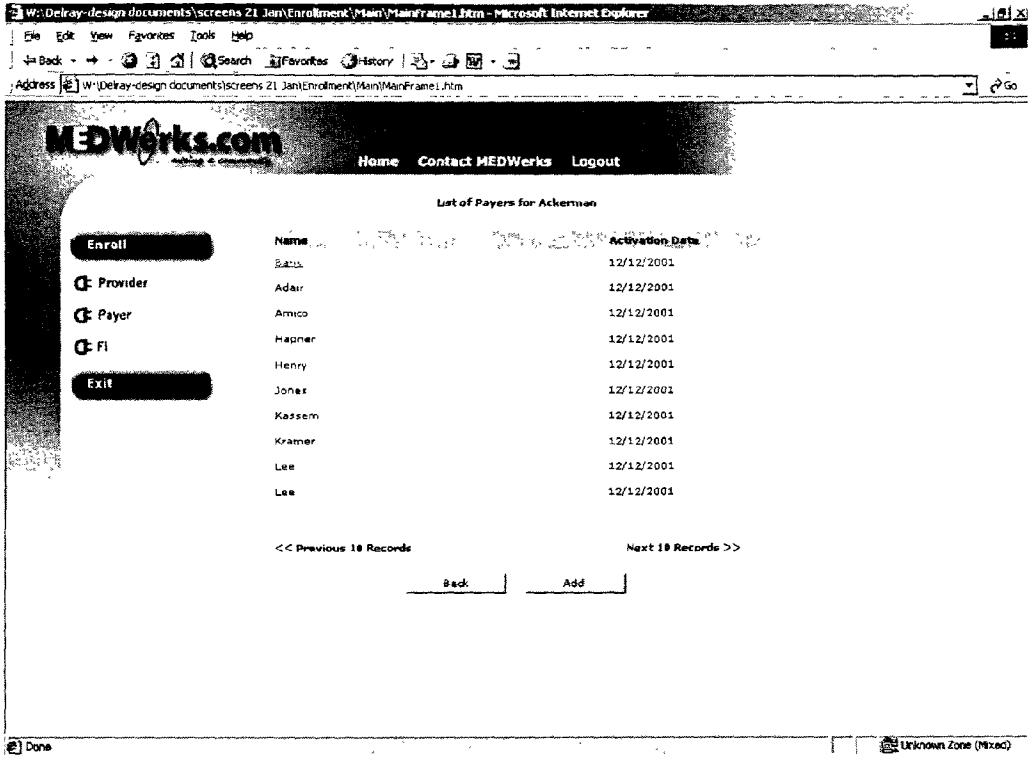 W:\Delray-design documents\screens 21 Jan\Enrollment\Main\MainFrame1.htm - Microsoft Internet Explorer
File Edit View Favorites Tools Help
Back Search Favorites History
Address W:\Delray-design documents\screens 21 Jan\Enrollment\Main\MainFrame1.htm Go
MEDWerks.com
Home Contact MEDWerks Logout
List of Payers for Ackerman
Enroll
Provider
Payer
FI
Exit
Name Activation Date
Baris 12/12/2001
Adair 12/12/2001
Amico 12/12/2001
Hapner 12/12/2001
Henry 12/12/2001
Jones 12/12/2001
Kassem 12/12/2001
Kramer 12/12/2001
Lee 12/12/2001
Lee 12/12/2001
<< Previous 10 Records Next 10 Records >>
Back Add
Done Unknown Zone (Mixed)